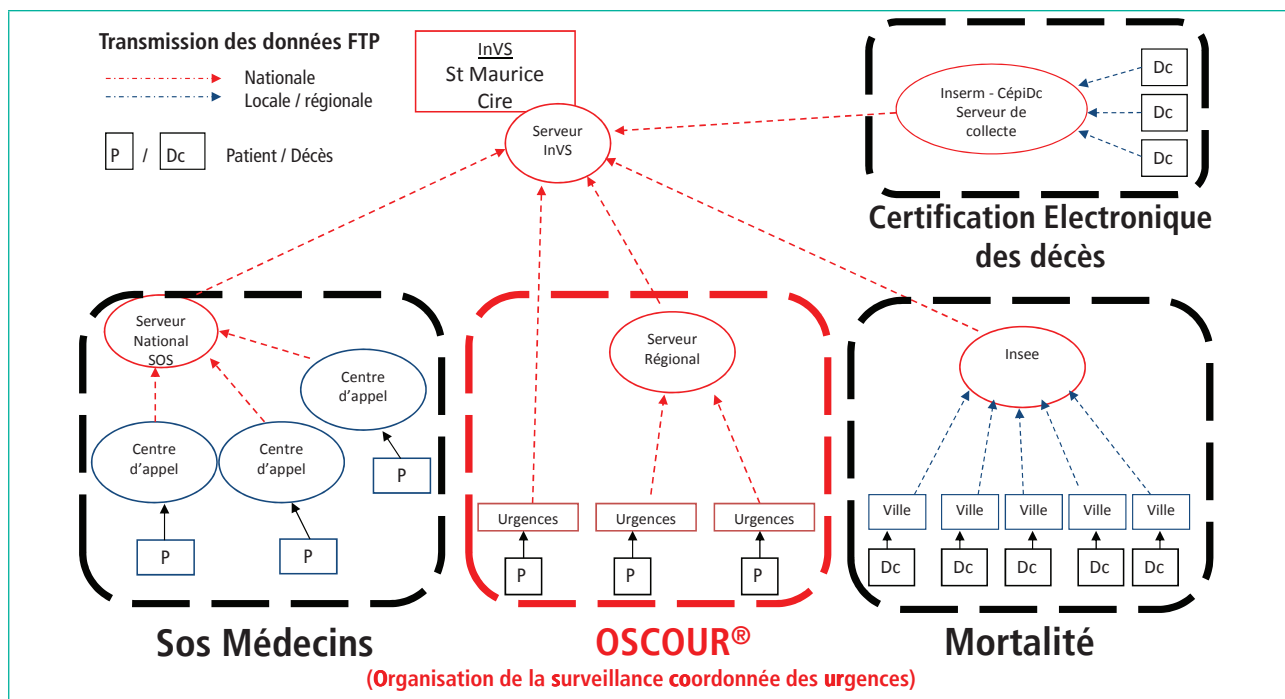 Transmission des données FTP
Nationale
Locale / régionale
P / Dc Patient / Décès
InVS
St Maurice
Cire
Serveur
InVS
Inserm - CépiDc
Serveur de
collecte
Dc
Dc
Dc
Certification Electronique
des décès
Serveur
National
SOS
Centre
d'appel
Centre
d'appel
Centre
d'appel
P
P
P
Sos Médecins
Serveur
Régional
Urgences
Urgences
Urgences
P
P
P
OSCOUR®
(Organisation de la surveillance coordonnée des urgences)
Insee
Ville
Ville
Ville
Ville
Ville
Dc
Dc
Dc
Dc
Dc
Mortalité